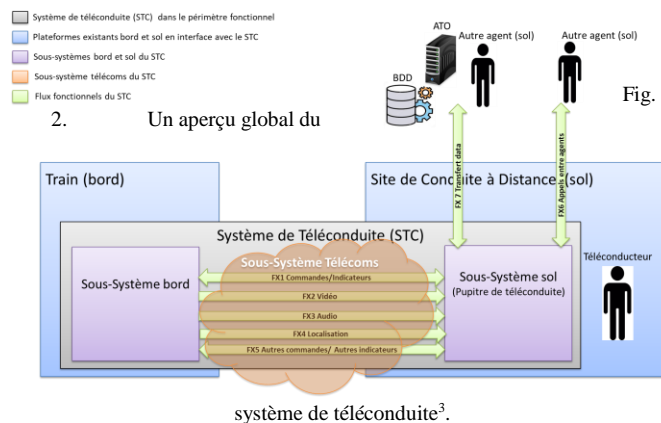 Système de téléconduite (STC) dans le périmètre fonctionnel
Plateformes existants bord et sol en interface avec le STC
Sous-systèmes bord et sol du STC
Sous-système télécoms du STC
Flux fonctionnels du STC
ATO
Autre agent (sol)
Autre agent (sol)
BDD
Fig.
2. Un aperçu global du
Train (bord)
Site de Conduite à Distance (sol)
FX 7 Transfert data
FX6 Appels entre agents
Système de Téléconduite (STC)
Sous-Système Télécoms
Sous-Système bord
FX1 Commandes/Indicateurs
FX2 Vidéo
FX3 Audio
FX4 Localisation
FX5 Autres commandes/ Autres indicateurs
Sous-Système sol
(Pupitre de téléconduite)
Téléconducteur
système de téléconduite³.